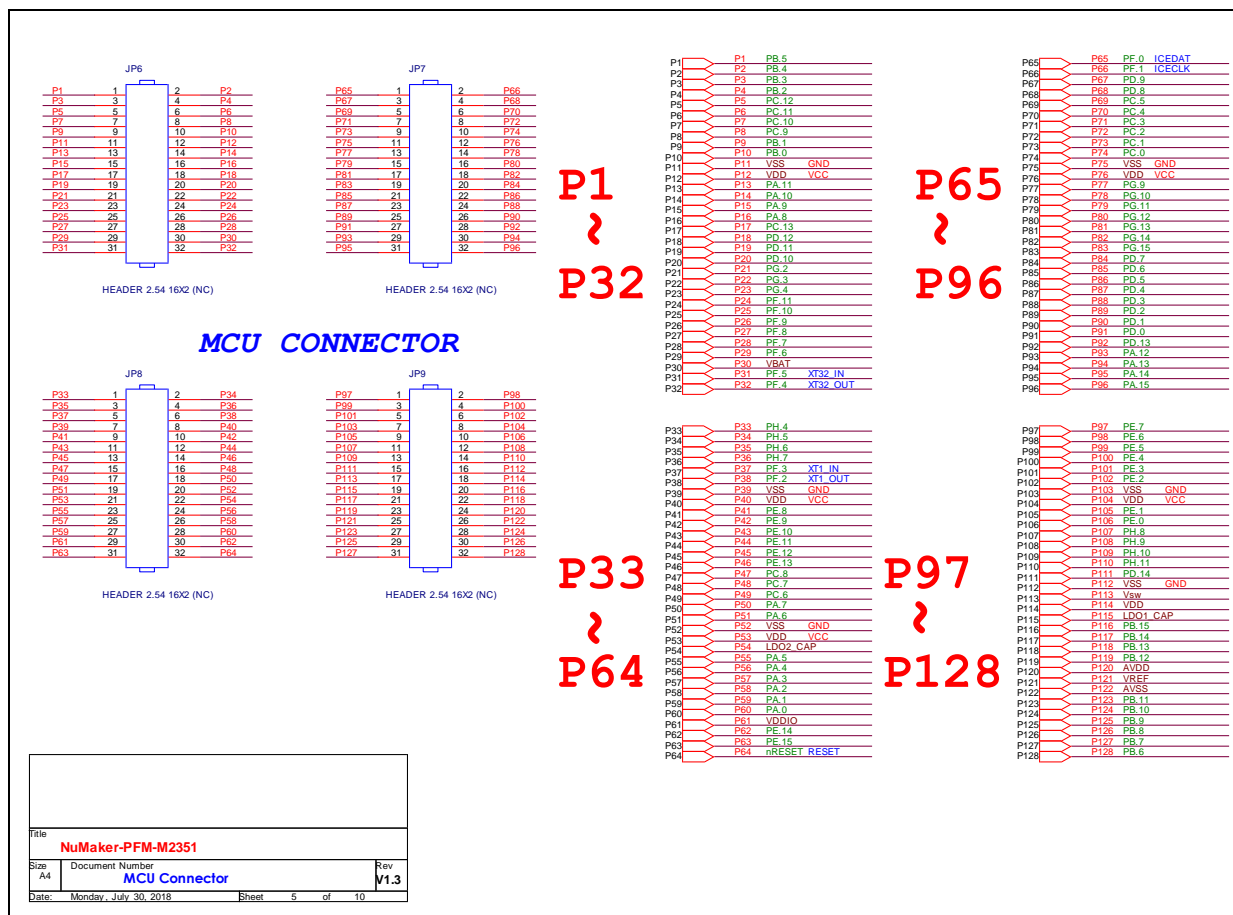 JP6
P1 1 2 P2
P3 3 4 P4
P5 5 6 P6
P7 7 8 P8
P9 9 10 P10
P11 11 12 P12
P13 13 14 P14
P15 15 16 P16
P17 17 18 P18
P19 19 20 P20
P21 21 22 P22
P23 23 24 P24
P25 25 26 P26
P27 27 28 P28
P29 29 30 P30
P31 31 32 P32
HEADER 2.54 16X2 (NC)
JP7
P65 1 2 P66
P67 3 4 P68
P69 5 6 P70
P71 7 8 P72
P73 9 10 P74
P75 11 12 P76
P77 13 14 P78
P79 15 16 P80
P81 17 18 P82
P83 19 20 P84
P85 21 22 P86
P87 23 24 P88
P89 25 26 P90
P91 27 28 P92
P93 29 30 P94
P95 31 32 P96
HEADER 2.54 16X2 (NC)
MCU CONNECTOR
JP8
P33 1 2 P34
P35 3 4 P36
P37 5 6 P38
P39 7 8 P40
P41 9 10 P42
P43 11 12 P44
P45 13 14 P46
P47 15 16 P48
P49 17 18 P50
P51 19 20 P52
P53 21 22 P54
P55 23 24 P56
P57 25 26 P58
P59 27 28 P60
P61 29 30 P62
P63 31 32 P64
HEADER 2.54 16X2 (NC)
JP9
P97 1 2 P98
P99 3 4 P100
P101 5 6 P102
P103 7 8 P104
P105 9 10 P106
P107 11 12 P108
P109 13 14 P110
P111 15 16 P112
P113 17 18 P114
P115 19 20 P116
P117 21 22 P118
P119 23 24 P120
P121 25 26 P122
P123 27 28 P124
P125 29 30 P126
P127 31 32 P128
HEADER 2.54 16X2 (NC)
P1
~
P32
P1 P1 PB.5
P2 P2 PB.4
P3 P3 PB.3
P4 P4 PB.2
P5 P5 PC.12
P6 P6 PC.11
P7 P7 PC.10
P8 P8 PC.9
P9 P9 PB.1
P10 P10 PB.0
P11 P11 VSS GND
P12 P12 VDD VCC
P13 P13 PA.11
P14 P14 PA.10
P15 P15 PA.9
P16 P16 PA.8
P17 P17 PC.13
P18 P18 PD.12
P19 P19 PD.11
P20 P20 PD.10
P21 P21 PG.2
P22 P22 PG.3
P23 P23 PG.4
P24 P24 PF.11
P25 P25 PF.10
P26 P26 PF.9
P27 P27 PF.8
P28 P28 PF.7
P29 P29 PF.6
P30 P30 VBAT
P31 P31 PF.5 XT32_IN
P32 P32 PF.4 XT32_OUT
P65
~
P96
P65 P65 PF.0 ICEDAT
P66 P66 PF.1 ICECLK
P67 P67 PD.9
P68 P68 PD.8
P69 P69 PC.5
P70 P70 PC.4
P71 P71 PC.3
P72 P72 PC.2
P73 P73 PC.1
P74 P74 PC.0
P75 P75 VSS GND
P76 P76 VDD VCC
P77 P77 PG.9
P78 P78 PG.10
P79 P79 PG.11
P80 P80 PG.12
P81 P81 PG.13
P82 P82 PG.14
P83 P83 PG.15
P84 P84 PD.7
P85 P85 PD.6
P86 P86 PD.5
P87 P87 PD.4
P88 P88 PD.3
P89 P89 PD.2
P90 P90 PD.1
P91 P91 PD.0
P92 P92 PD.13
P93 P93 PA.12
P94 P94 PA.13
P95 P95 PA.14
P96 P96 PA.15
P33
~
P64
P33 P33 PH.4
P34 P34 PH.5
P35 P35 PH.6
P36 P36 PH.7
P37 P37 PF.3 XT1_IN
P38 P38 PF.2 XT1_OUT
P39 P39 VSS GND
P40 P40 VDD VCC
P41 P41 PE.8
P42 P42 PE.9
P43 P43 PE.10
P44 P44 PE.11
P45 P45 PE.12
P46 P46 PE.13
P47 P47 PC.8
P48 P48 PC.7
P49 P49 PC.6
P50 P50 PA.7
P51 P51 PA.6
P52 P52 VSS GND
P53 P53 VDD VCC
P54 P54 LDO2_CAP
P55 P55 PA.5
P56 P56 PA.4
P57 P57 PA.3
P58 P58 PA.2
P59 P59 PA.1
P60 P60 PA.0
P61 P61 VDDIO
P62 P62 PE.14
P63 P63 PE.15
P64 P64 nRESET RESET
P97
~
P128
P97 P97 PE.7
P98 P98 PE.6
P99 P99 PE.5
P100 P100 PE.4
P101 P101 PE.3
P102 P102 PE.2
P103 P103 VSS GND
P104 P104 VDD VCC
P105 P105 PE.1
P106 P106 PE.0
P107 P107 PH.8
P108 P108 PH.9
P109 P109 PH.10
P110 P110 PH.11
P111 P111 PD.14
P112 P112 VSS GND
P113 P113 Vsw
P114 P114 VDD
P115 P115 LDO1_CAP
P116 P116 PB.15
P117 P117 PB.14
P118 P118 PB.13
P119 P119 PB.12
P120 P120 AVDD
P121 P121 VREF
P122 P122 AVSS
P123 P123 PB.11
P124 P124 PB.10
P125 P125 PB.9
P126 P126 PB.8
P127 P127 PB.7
P128 P128 PB.6
Title
NuMaker-PFM-M2351
Size Document Number Rev
A4 MCU Connector V1.3
Date: Monday, July 30, 2018 Sheet 5 of 10